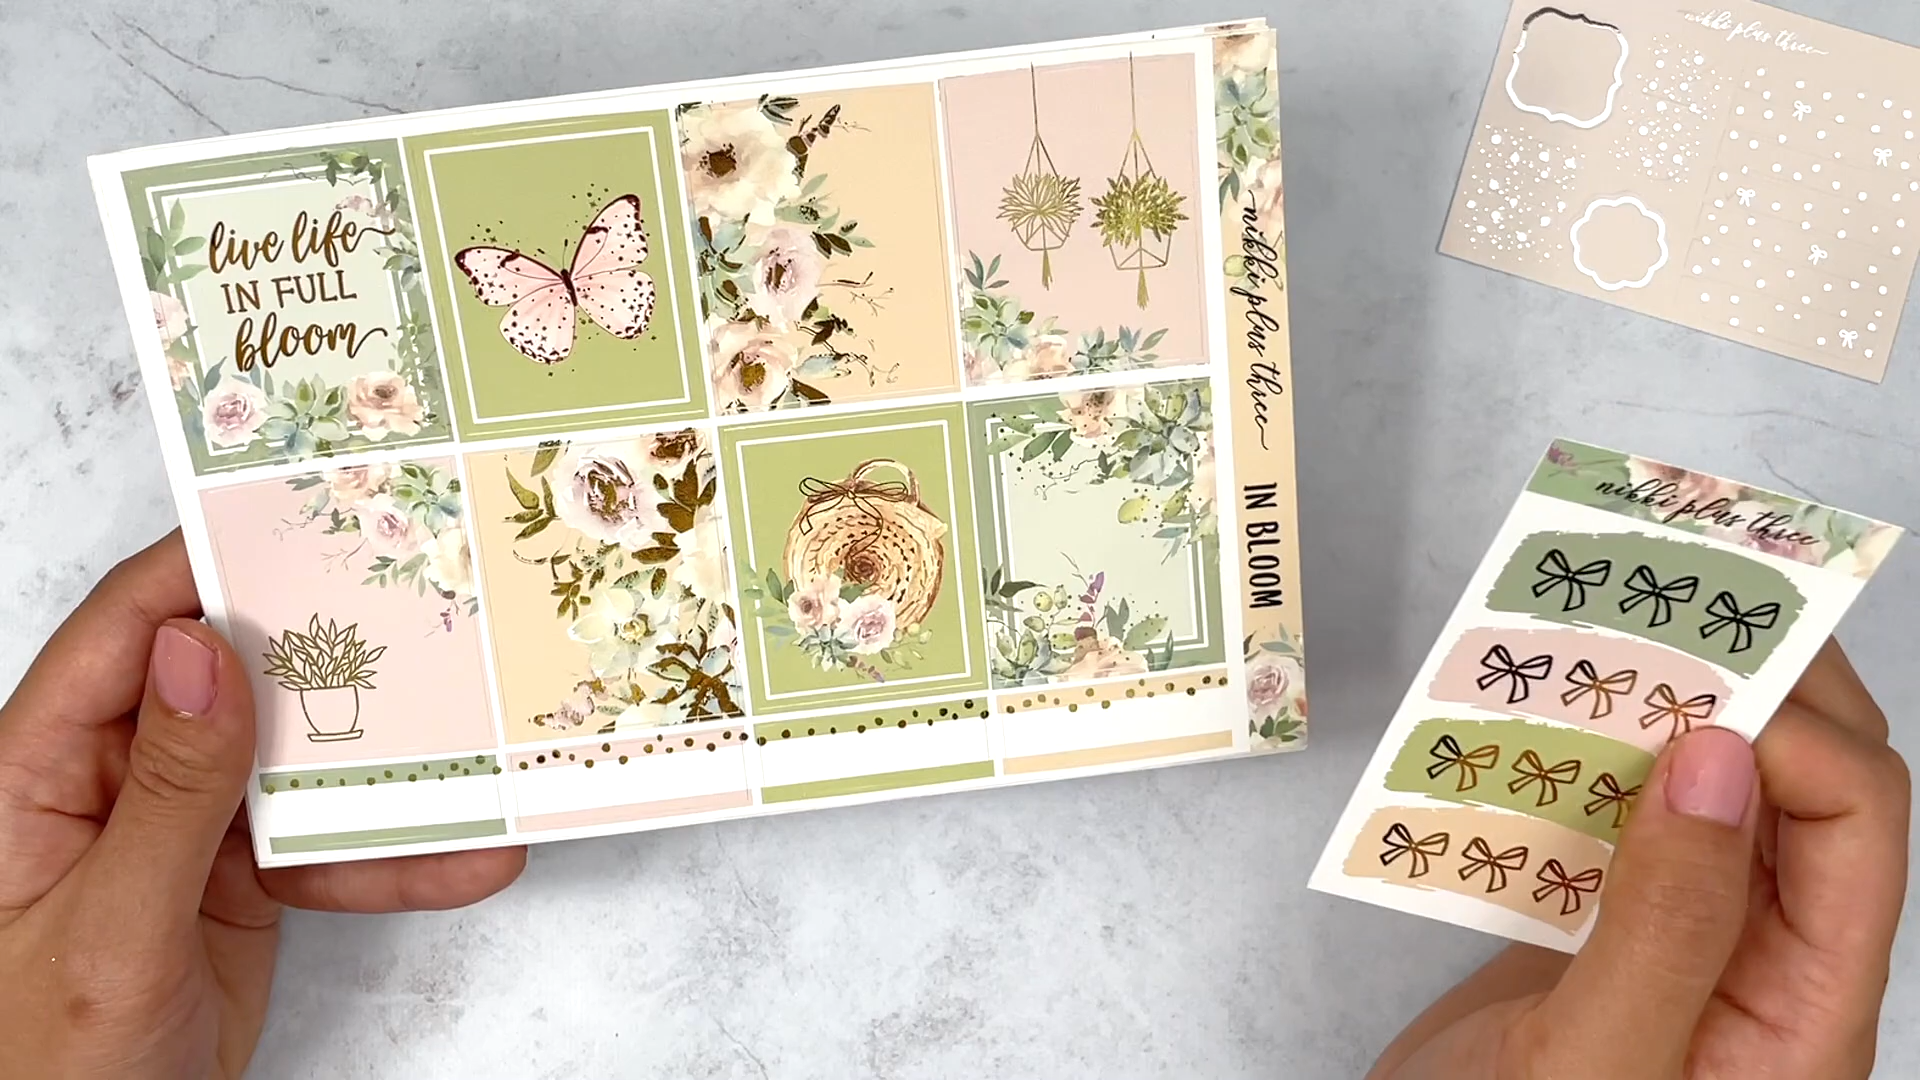 live life
IN FULL
bloom
nikki plus three
IN BLOOM
nikki plus three
nikki plus three